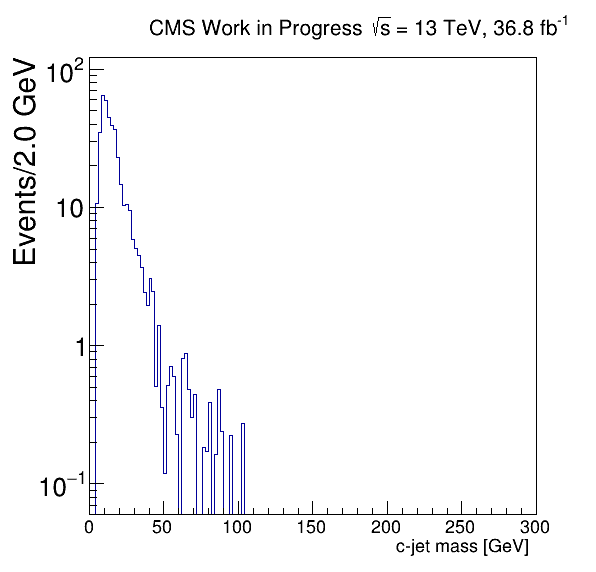 CMS Work in Progress √s = 13 TeV, 36.8 fb⁻¹
Events/2.0 GeV
10²
10
1
10⁻¹
0 50 100 150 200 250 300
c-jet mass [GeV]